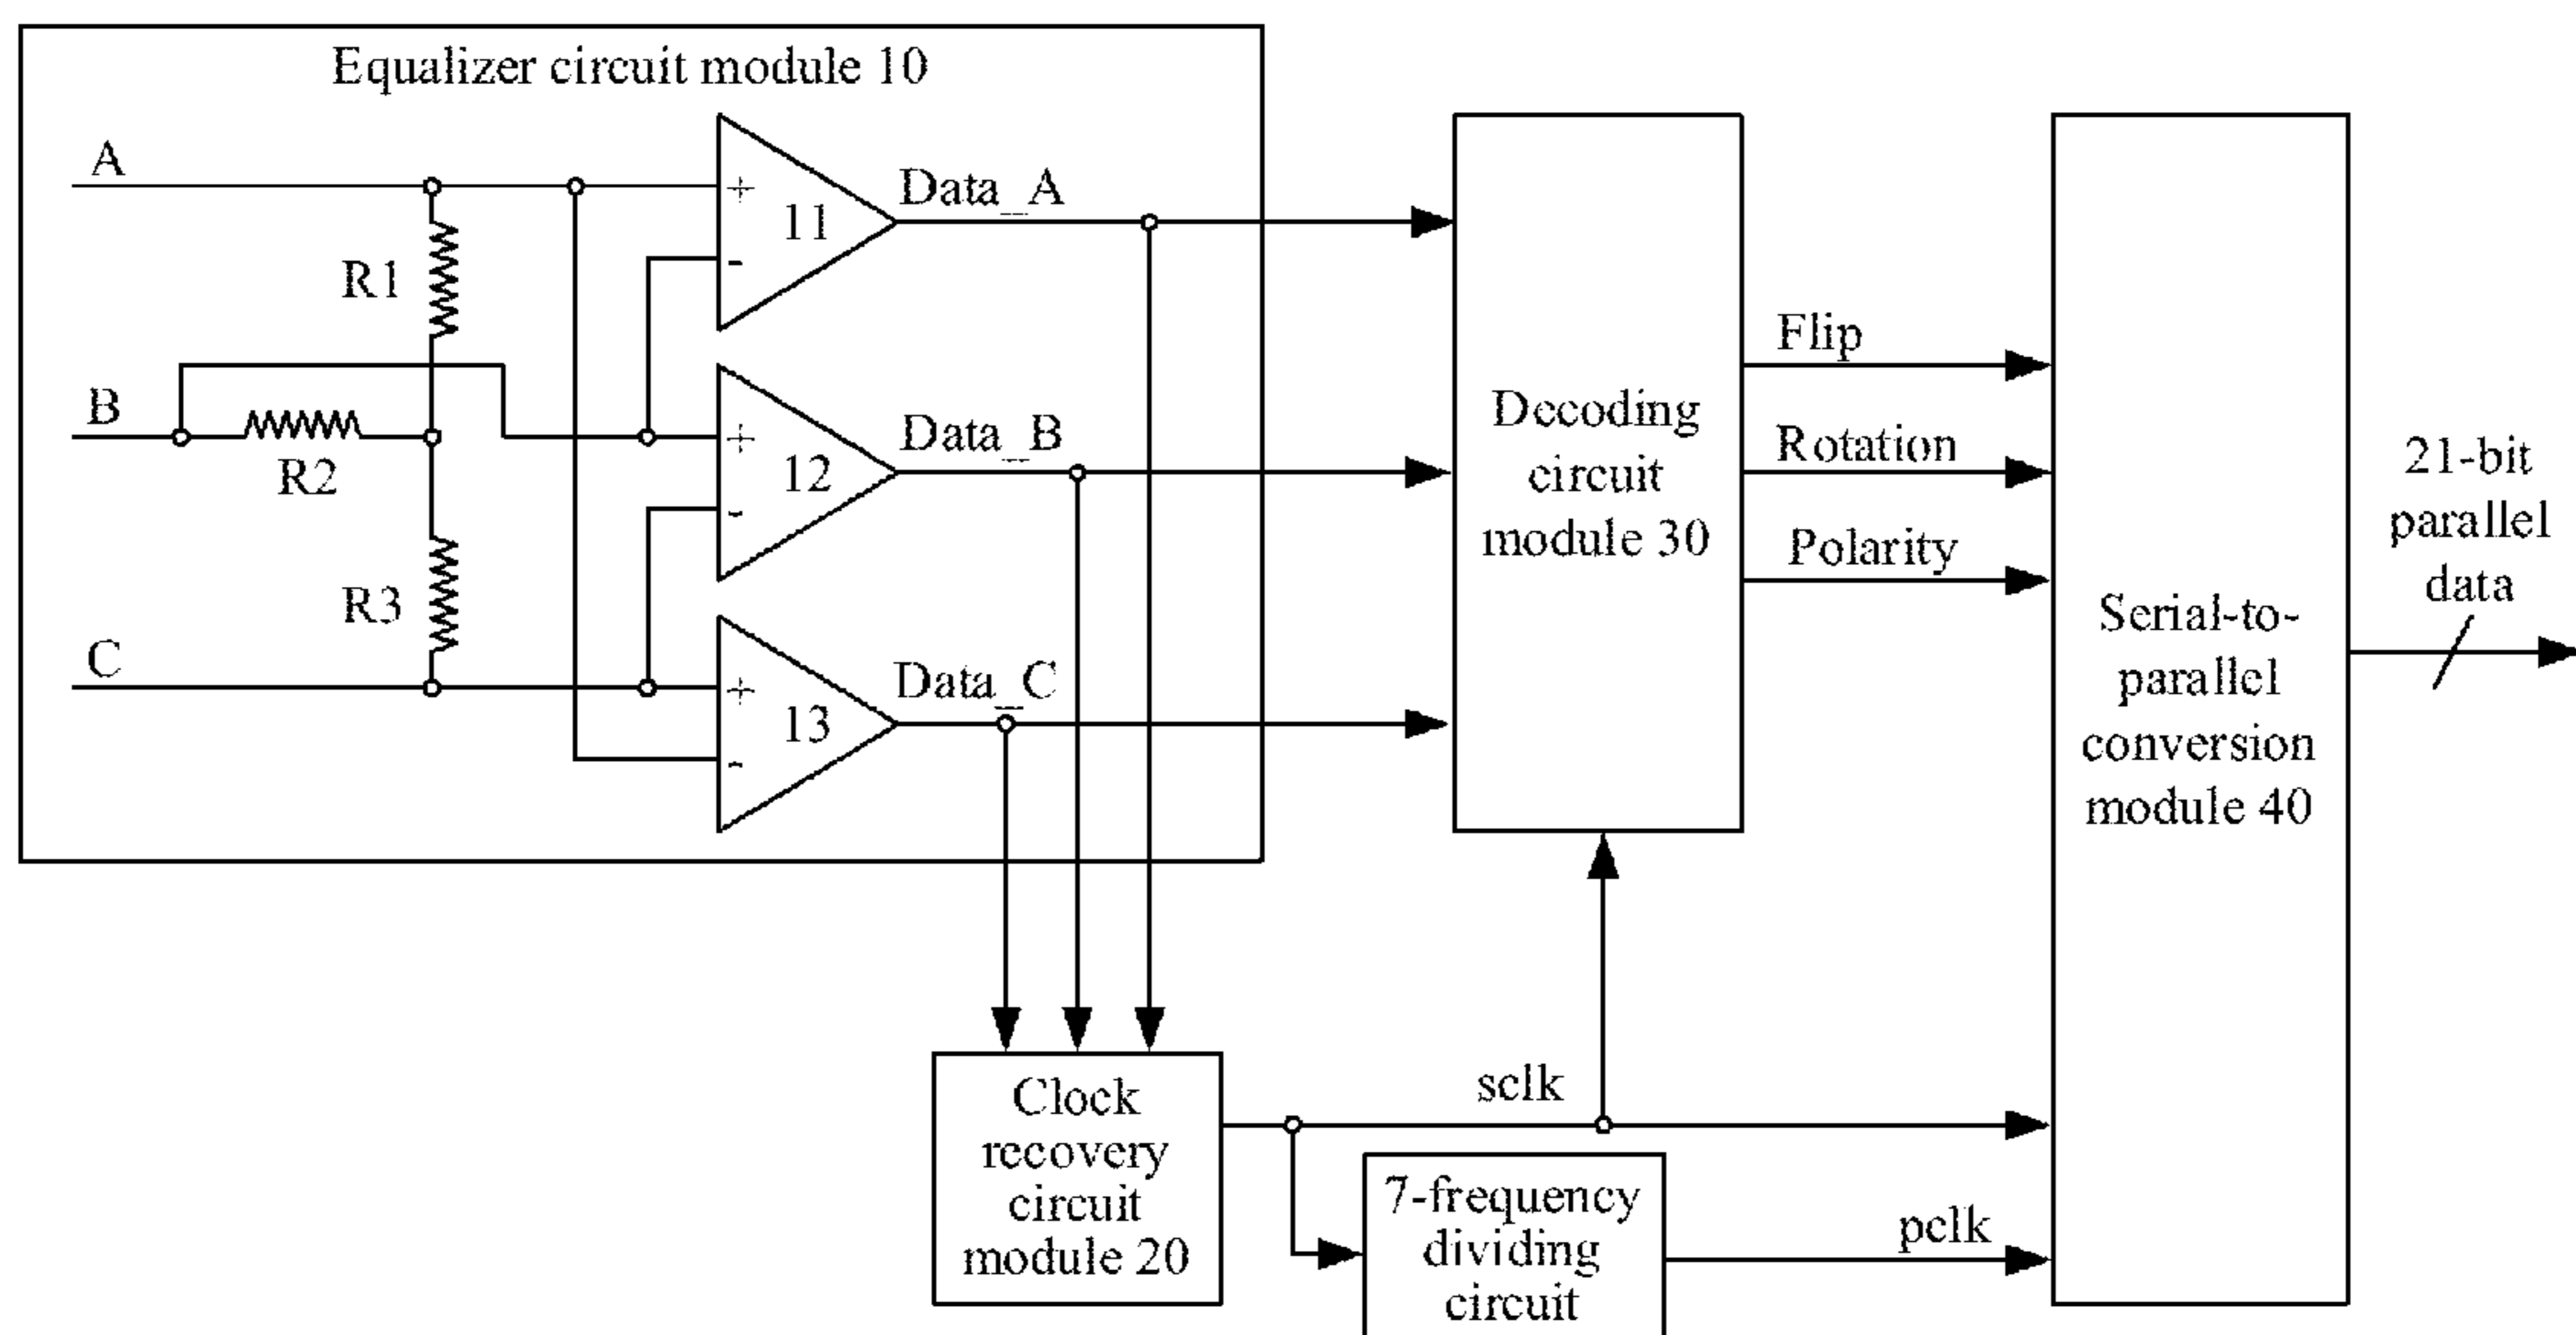 Equalizer circuit module 10
A
+
11
-
Data_A
R1
B
R2
+
12
-
Data_B
R3
C
+
13
-
Data_C
Decoding
circuit
module 30
Flip
Rotation
Polarity
Serial-to-
parallel
conversion
module 40
21-bit
parallel
data
Clock
recovery
circuit
module 20
sclk
7-frequency
dividing
circuit
pclk